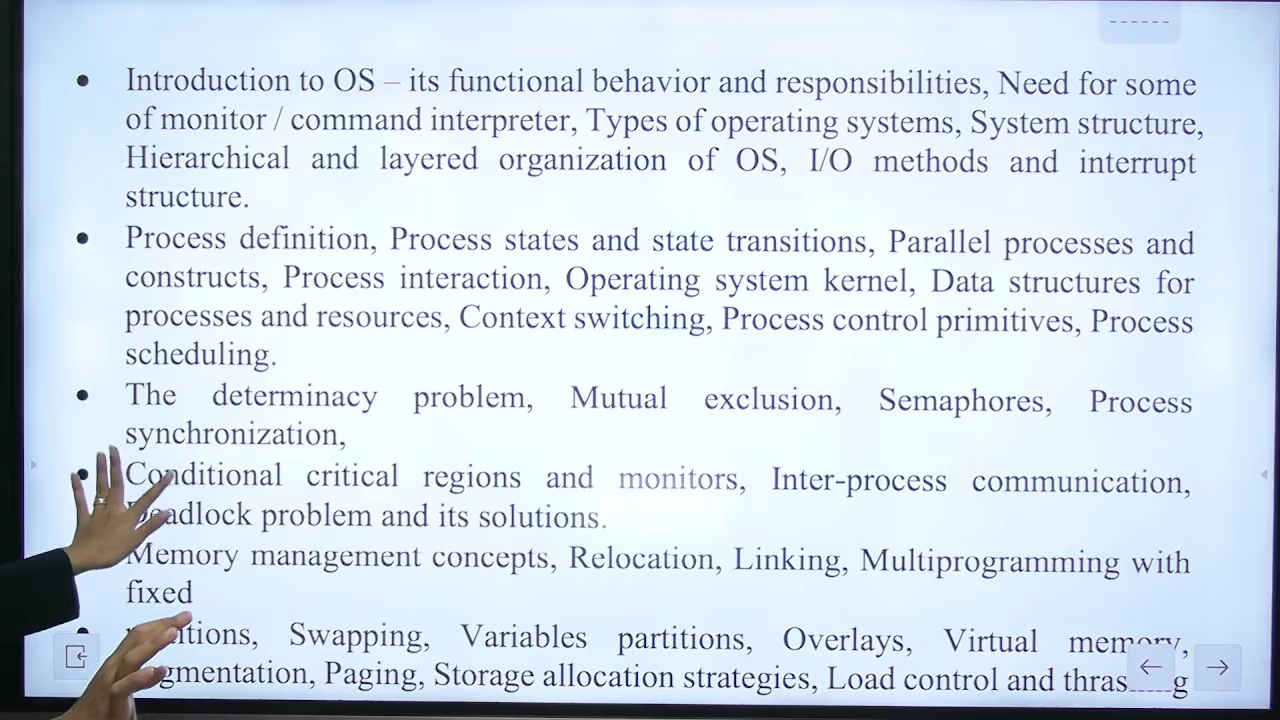 • Introduction to OS – its functional behavior and responsibilities, Need for some
of monitor / command interpreter, Types of operating systems, System structure,
Hierarchical and layered organization of OS, I/O methods and interrupt
structure.
• Process definition, Process states and state transitions, Parallel processes and
constructs, Process interaction, Operating system kernel, Data structures for
processes and resources, Context switching, Process control primitives, Process
scheduling.
• The determinacy problem, Mutual exclusion, Semaphores, Process
synchronization,
• Conditional critical regions and monitors, Inter-process communication,
Deadlock problem and its solutions.
Memory management concepts, Relocation, Linking, Multiprogramming with
fixed
• Swapping, Variables partitions, Overlays, Virtual memory,
Paging, Storage allocation strategies, Load control and